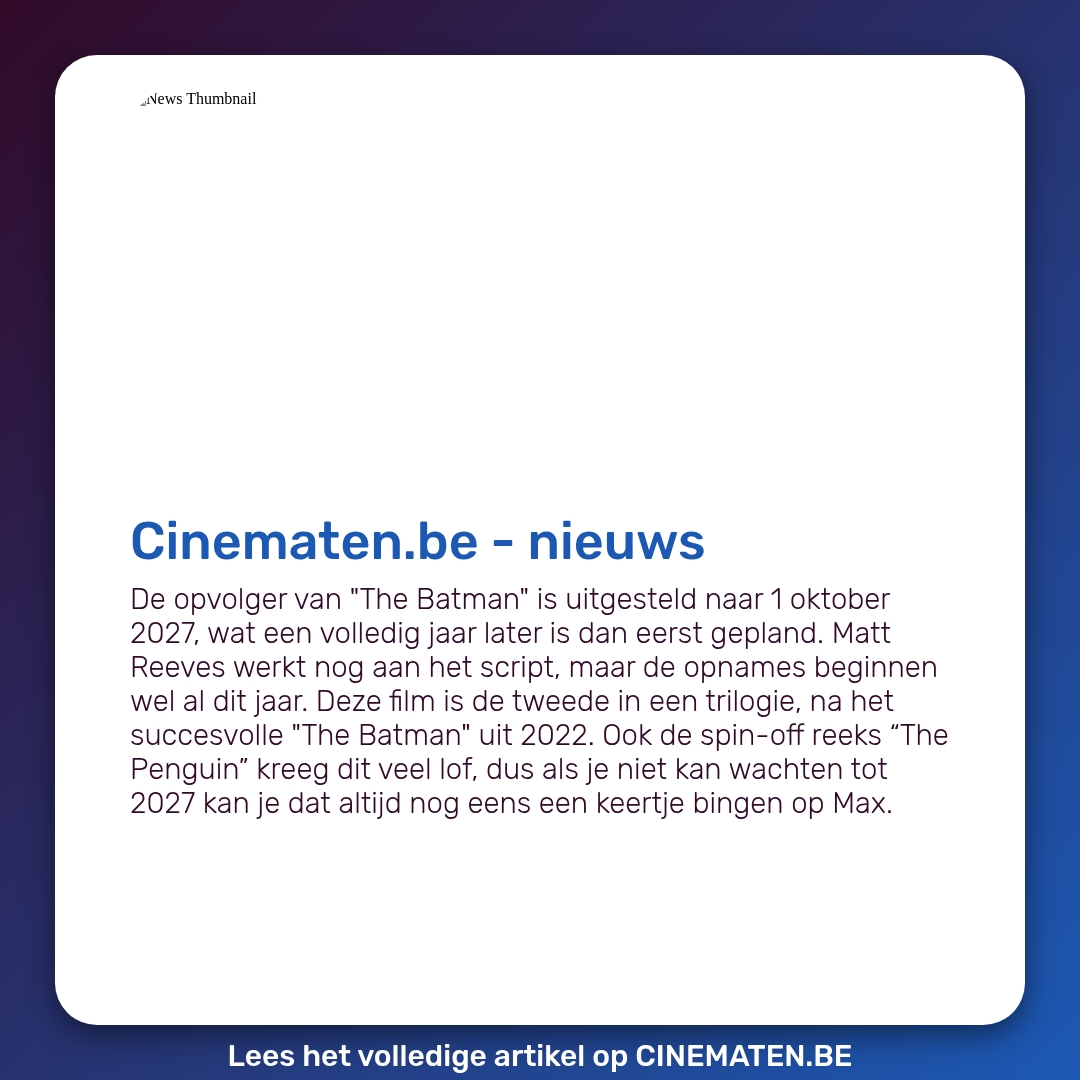 News Thumbnail
Cinematen.be - nieuws
De opvolger van "The Batman" is uitgesteld naar 1 oktober
2027, wat een volledig jaar later is dan eerst gepland. Matt
Reeves werkt nog aan het script, maar de opnames beginnen
wel al dit jaar. Deze film is de tweede in een trilogie, na het
succesvolle "The Batman" uit 2022. Ook de spin-off reeks “The
Penguin” kreeg dit veel lof, dus als je niet kan wachten tot
2027 kan je dat altijd nog eens een keertje bingen op Max.
Lees het volledige artikel op CINEMATEN.BE